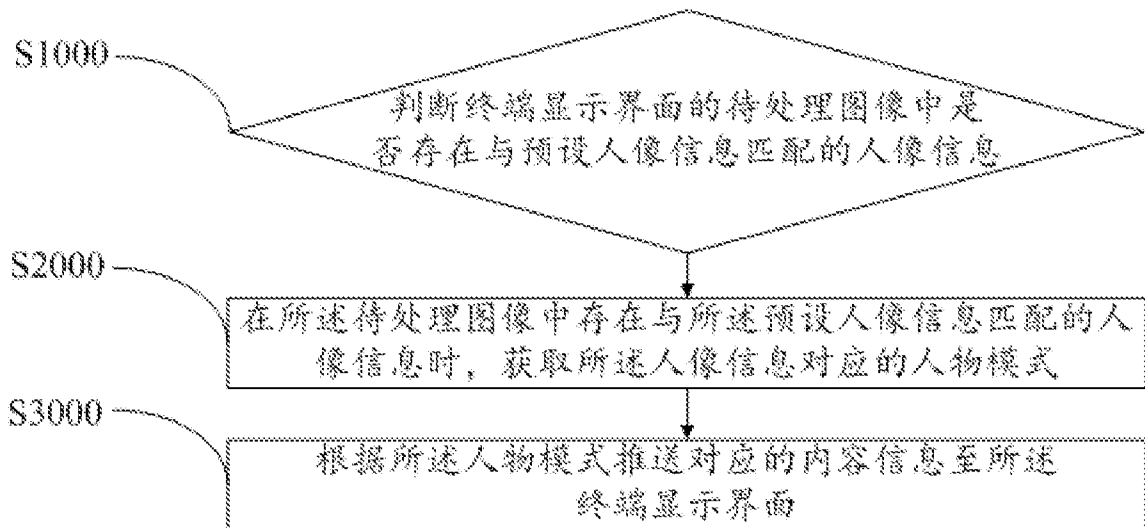 S1000
判断终端显示界面的待处理图像中是
否存在与预设人像信息匹配的人像信息
S2000
在所述待处理图像中存在与所述预设人像信息匹配的人
像信息时，获取所述人像信息对应的人物模式
S3000
根据所述人物模式推送对应的内容信息至所述
终端显示界面